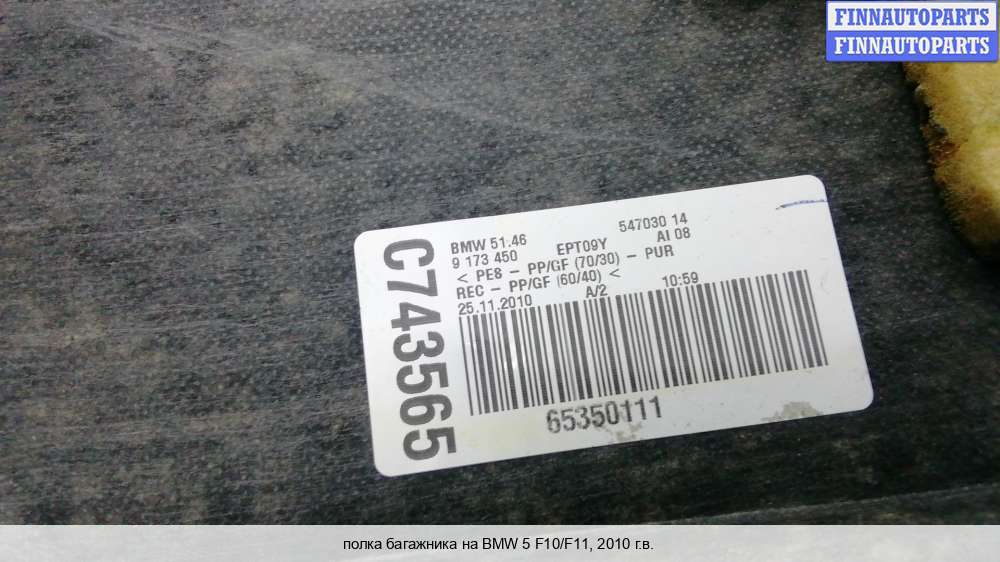 FINNAUTOPARTS
FINNAUTOPARTS
BMW 51.46 547030 14
9 173 450 EPT09Y AI 08
< PE8 - PP/GF (70/30) - PUR
REC - PP/GF (60/40) <
25.11.2010 A/2 10:59
65350111
C743565
полка багажника на BMW 5 F10/F11, 2010 г.в.